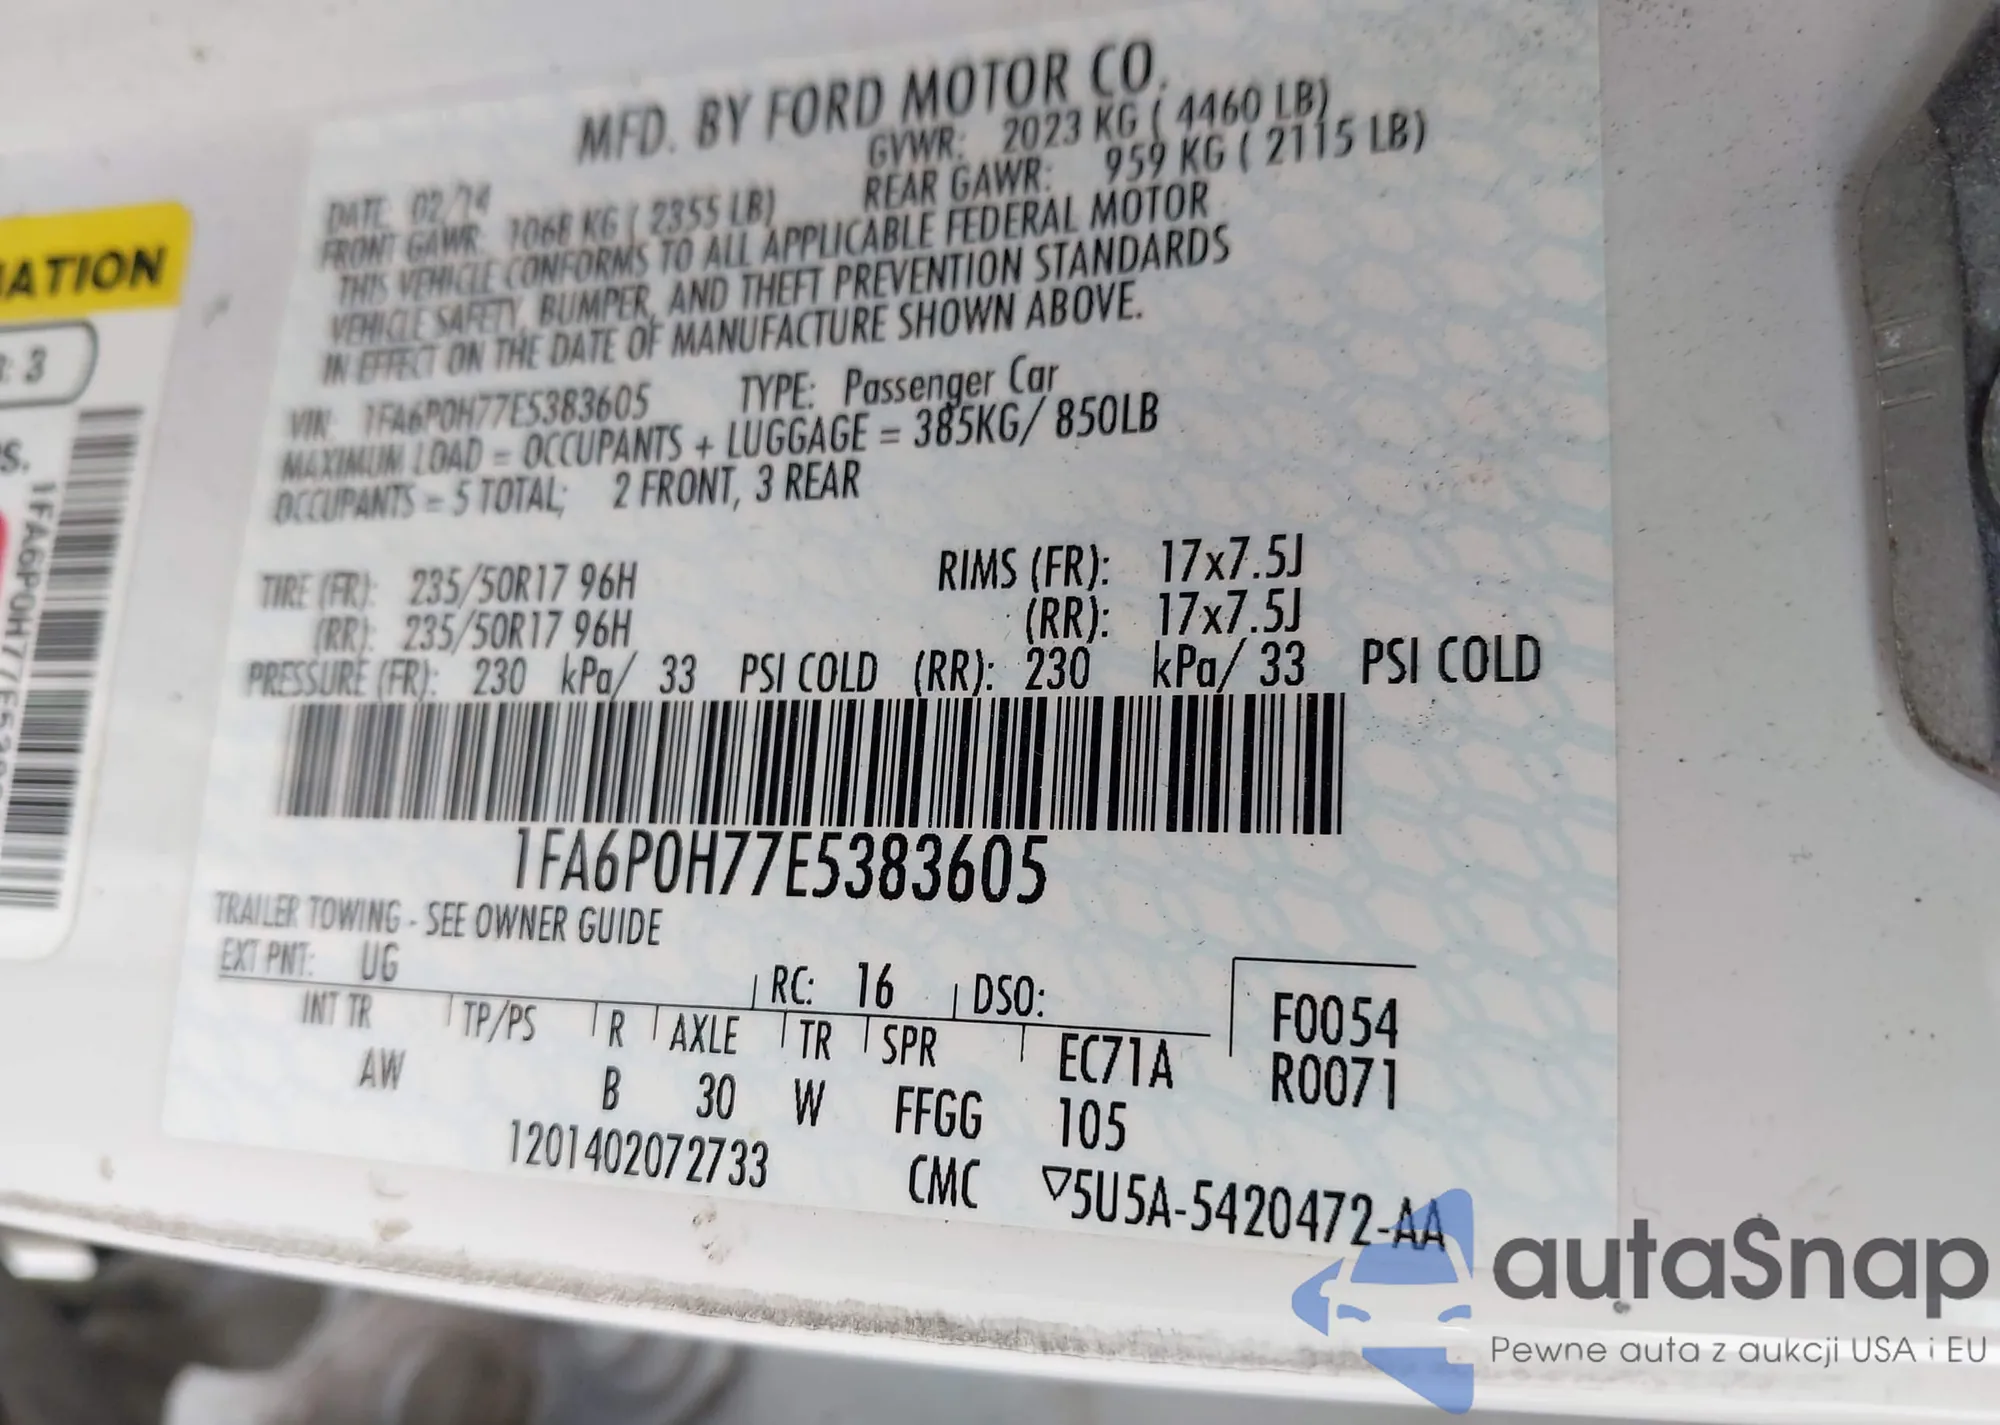 MFD. BY FORD MOTOR CO.
DATE: 02/14 GVWR: 2023 KG ( 4460 LB)
FRONT GAWR: 1068 KG ( 2355 LB) REAR GAWR: 959 KG ( 2115 LB)
THIS VEHICLE CONFORMS TO ALL APPLICABLE FEDERAL MOTOR
VEHICLE SAFETY, BUMPER, AND THEFT PREVENTION STANDARDS
IN EFFECT ON THE DATE OF MANUFACTURE SHOWN ABOVE.
VIN: 1FA6P0H77E5383605 TYPE: Passenger Car
MAXIMUM LOAD = OCCUPANTS + LUGGAGE = 385KG/ 850LB
OCCUPANTS = 5 TOTAL; 2 FRONT, 3 REAR
TIRE (FR): 235/50R17 96H RIMS (FR): 17x7.5J
(RR): 235/50R17 96H (RR): 17x7.5J
PRESSURE (FR): 230 kPa/ 33 PSI COLD (RR): 230 kPa/ 33 PSI COLD
1FA6P0H77E5383605
TRAILER TOWING - SEE OWNER GUIDE
EXT PNT: UG RC: 16 DSO: F0054
INT TR TP/PS R AXLE TR SPR EC71A R0071
AW B 30 W FFGG 105
1201402072733 CMC ▽5U5A-5420472-AA
: 3
S.
autaSnap
Pewne auta z aukcji USA i EU